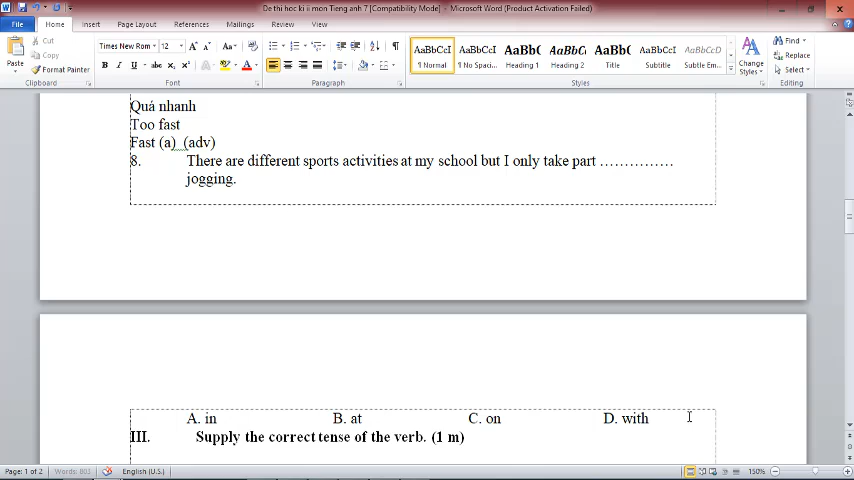 De thi hoc ki ii mon Tieng anh 7 [Compatibility Mode] - Microsoft Word (Product Activation Failed)
File Home Insert Page Layout References Mailings Review View
Cut
Copy
Format Painter
Paste
Clipboard
Times New Rom 12
B I U abc x₂ x²
Font
Paragraph
AaBbCcI AaBbCcI AaBb( AaBbC AaBb( AaBbCcI AaBbCcD
¶ Normal ¶ No Spaci... Heading 1 Heading 2 Title Subtitle Subtle Em...
Styles
Change Styles
Find
Replace
Select
Editing
Quá nhanh
Too fast
Fast (a) (adv)
8. There are different sports activities at my school but I only take part ……………
jogging.
A. in B. at C. on D. with
III. Supply the correct tense of the verb. (1 m)
Page: 1 of 2 Words: 803 English (U.S.) 150%